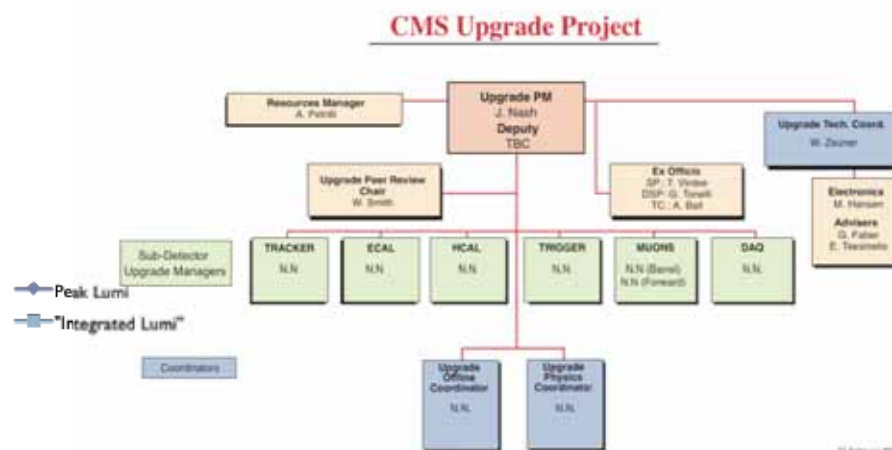 CMS Upgrade Project
Resources Manager
A. Petrilli
Upgrade PM
J. Nash
Deputy
TBC
Upgrade Tech. Coord.
W. Zeuner
Upgrade Peer Review
Chair
W. Smith
Ex Officio
SP : T. Virdee
DSP: G. Tonelli
TC : A. Ball
Electronics
M. Hansen
Advisers
G. Faber
E. Tsesmelis
Sub-Detector
Upgrade Managers
TRACKER
N.N
ECAL
N.N
HCAL
N.N
TRIGGER
N.N
MUONS
N.N (Barrel)
N.N (Forward)
DAQ
N.N.
Peak Lumi
"Integrated Lumi"
Coordinators
Upgrade
Offline
Coordinator
N.N.
Upgrade
Physics
Coordinator
N.N.